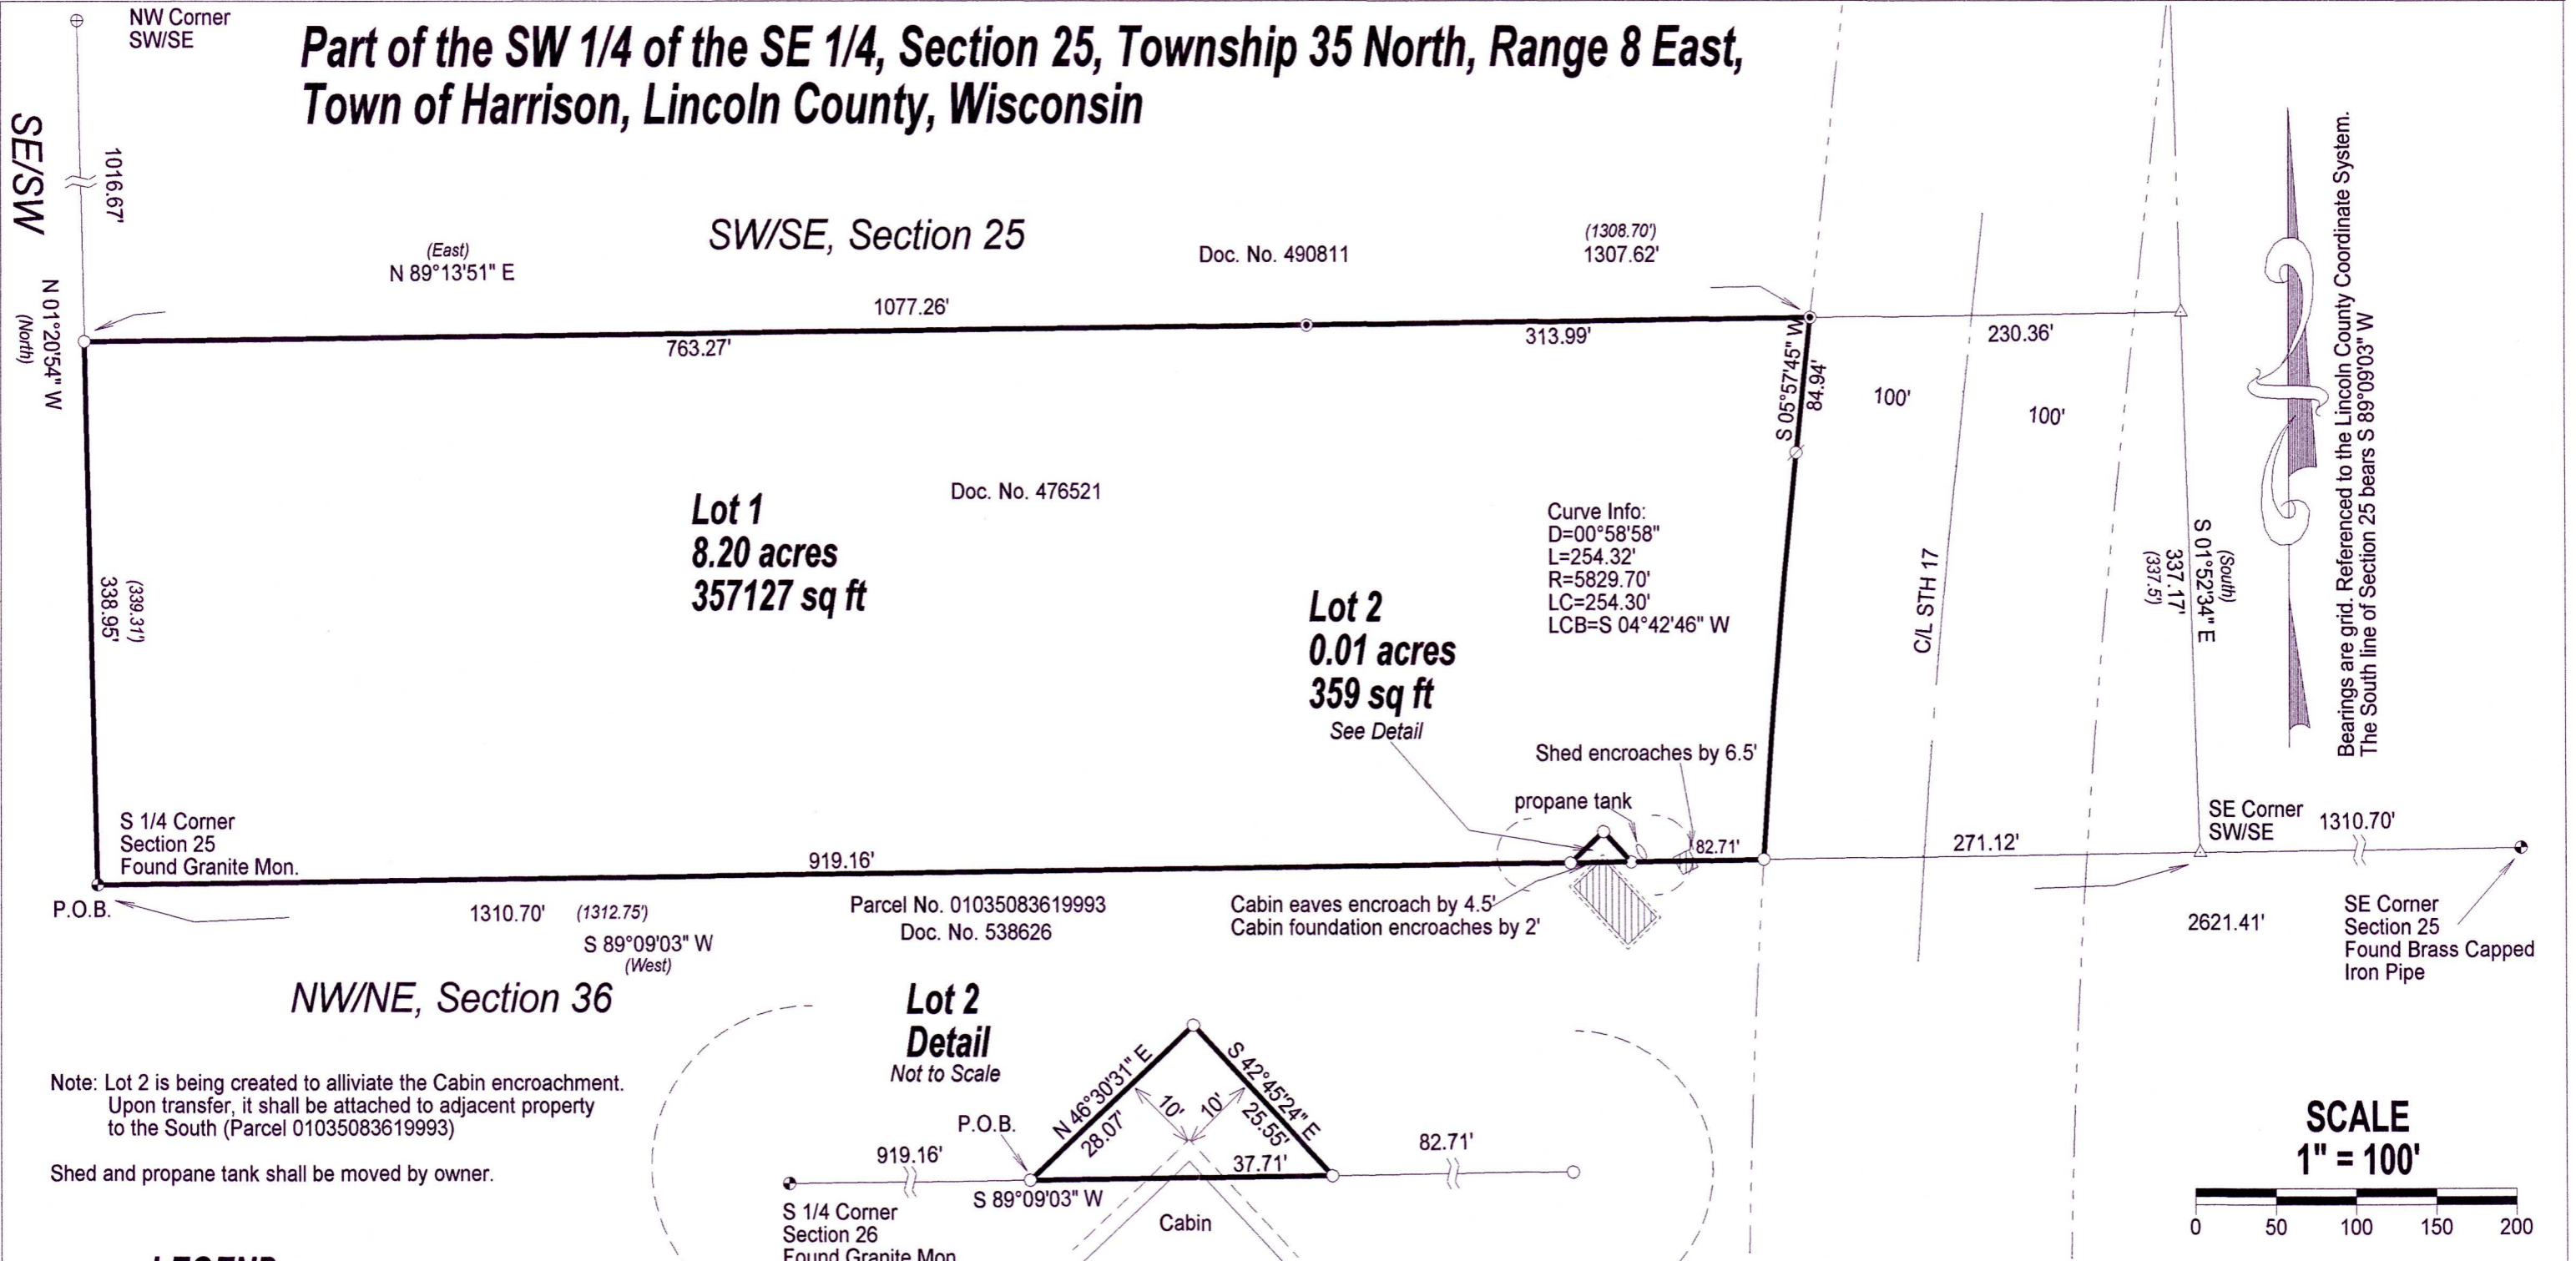 NW Corner
SW/SE
Part of the SW 1/4 of the SE 1/4, Section 25, Township 35 North, Range 8 East,
Town of Harrison, Lincoln County, Wisconsin
SE/SW
1016.67'
N 01°20'54" W
(North)
(East)
N 89°13'51" E
SW/SE, Section 25
Doc. No. 490811
(1308.70')
1307.62'
1077.26'
763.27'
313.99'
230.36'
S 05°57'45" W
84.94'
100'
100'
Bearings are grid. Referenced to the Lincoln County Coordinate System.
The South line of Section 25 bears S 89°09'03" W
Lot 1
8.20 acres
357127 sq ft
Doc. No. 476521
Curve Info:
D=00°58'58"
L=254.32'
R=5829.70'
LC=254.30'
LCB=S 04°42'46" W
Lot 2
0.01 acres
359 sq ft
See Detail
C/L STH 17
(South)
S 01°52'34" E
337.17'
(337.5')
(339.31')
338.95'
Shed encroaches by 6.5'
propane tank
S 1/4 Corner
Section 25
Found Granite Mon.
P.O.B.
919.16'
82.71'
271.12'
SE Corner
SW/SE
1310.70'
1310.70' (1312.75')
S 89°09'03" W
(West)
Parcel No. 01035083619993
Doc. No. 538626
Cabin eaves encroach by 4.5'
Cabin foundation encroaches by 2'
2621.41'
SE Corner
Section 25
Found Brass Capped
Iron Pipe
NW/NE, Section 36
Lot 2
Detail
Not to Scale
Note: Lot 2 is being created to alliviate the Cabin encroachment.
Upon transfer, it shall be attached to adjacent property
to the South (Parcel 01035083619993)
Shed and propane tank shall be moved by owner.
N 46°30'31" E
28.07'
10'
10'
S 42°45'24" E
25.55'
P.O.B.
919.16'
37.71'
82.71'
S 89°09'03" W
S 1/4 Corner
Section 26
Found Granite Mon.
Cabin
SCALE
1" = 100'
0 50 100 150 200
LEGEND